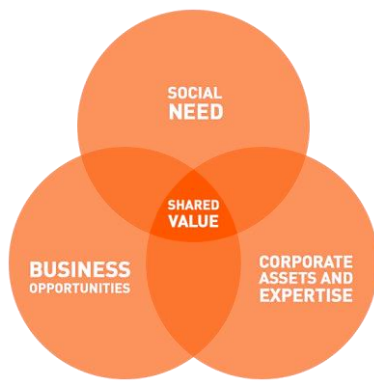 SOCIAL
NEED
SHARED
VALUE
BUSINESS
OPPORTUNITIES
CORPORATE
ASSETS AND
EXPERTISE